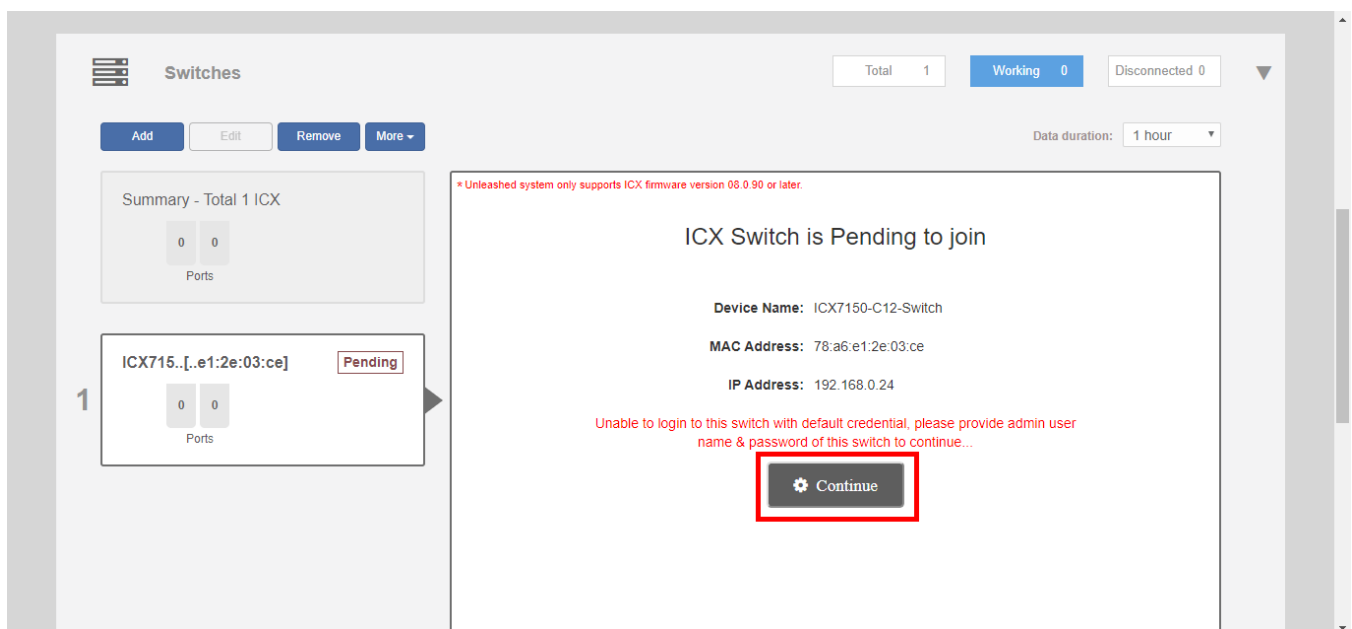 Switches
Total 1
Working 0
Disconnected 0
Add
Edit
Remove
More
Data duration: 1 hour
Summary - Total 1 ICX
0 0
Ports
1
ICX715..[..e1:2e:03:ce] Pending
0 0
Ports
* Unleashed system only supports ICX firmware version 08.0.90 or later.
ICX Switch is Pending to join
Device Name: ICX7150-C12-Switch
MAC Address: 78:a6:e1:2e:03:ce
IP Address: 192.168.0.24
Unable to login to this switch with default credential, please provide admin user
name & password of this switch to continue...
Continue